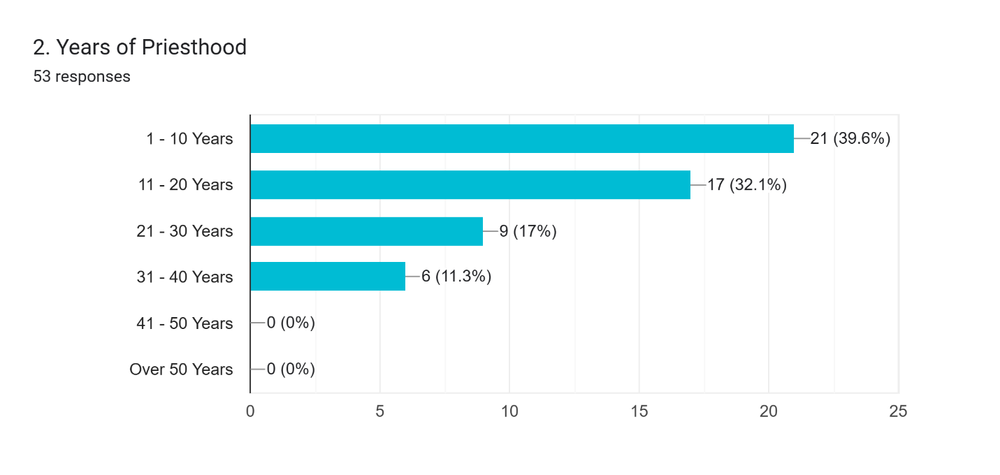 2. Years of Priesthood
53 responses
1 - 10 Years 21 (39.6%)
11 - 20 Years 17 (32.1%)
21 - 30 Years 9 (17%)
31 - 40 Years 6 (11.3%)
41 - 50 Years 0 (0%)
Over 50 Years 0 (0%)
0 5 10 15 20 25